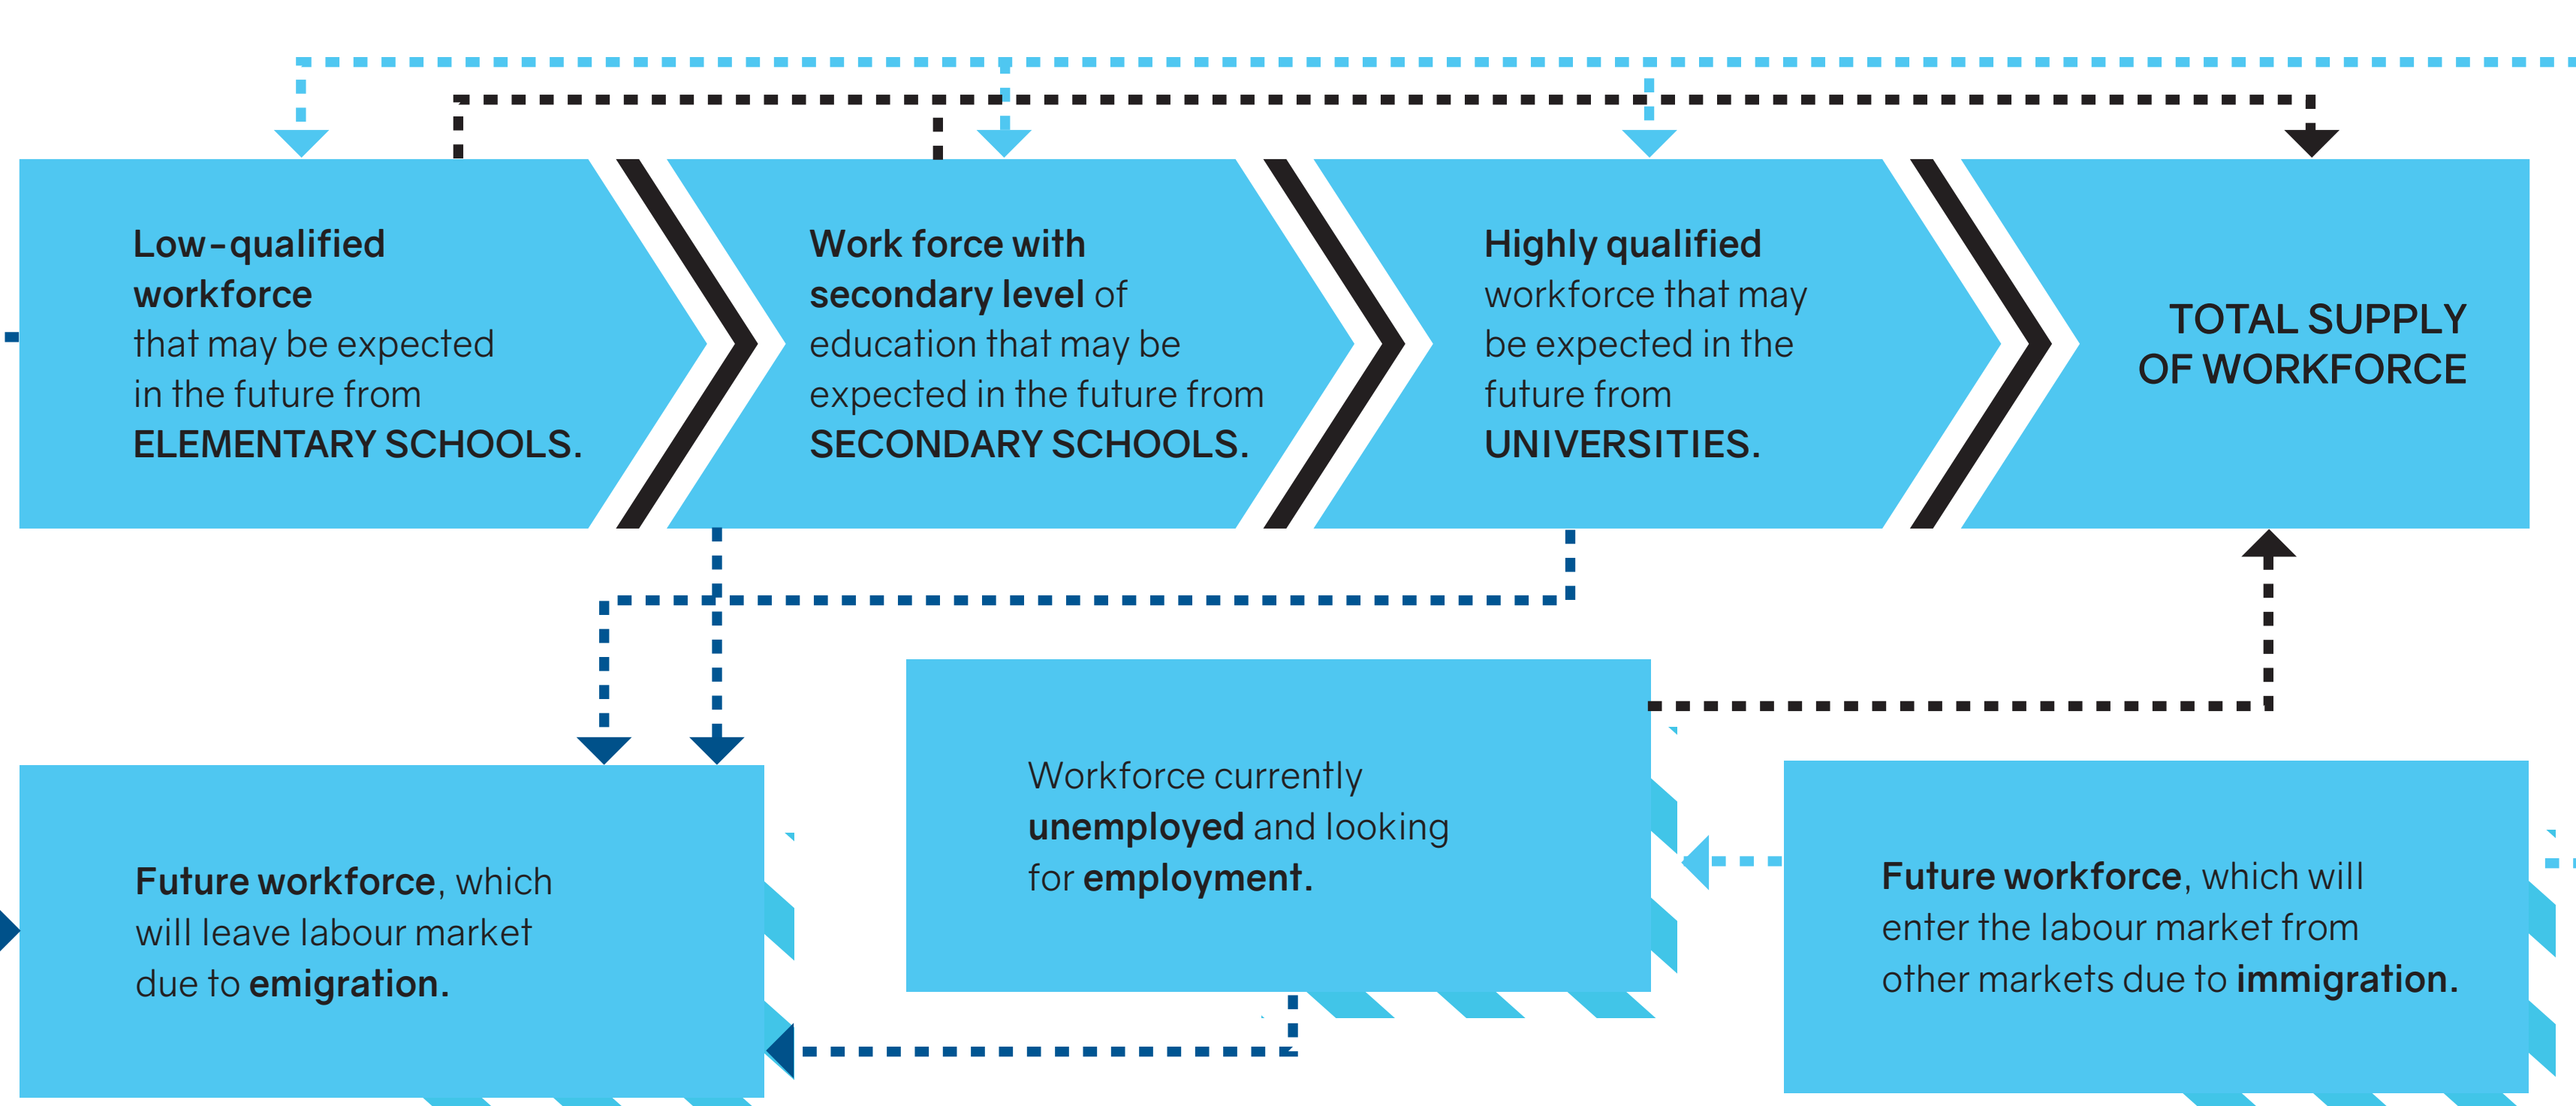 Low-qualified
workforce
that may be expected
in the future from
ELEMENTARY SCHOOLS.
Work force with
secondary level of
education that may be
expected in the future from
SECONDARY SCHOOLS.
Highly qualified
workforce that may
be expected in the
future from
UNIVERSITIES.
TOTAL SUPPLY
OF WORKFORCE
Future workforce, which
will leave labour market
due to emigration.
Workforce currently
unemployed and looking
for employment.
Future workforce, which will
enter the labour market from
other markets due to immigration.